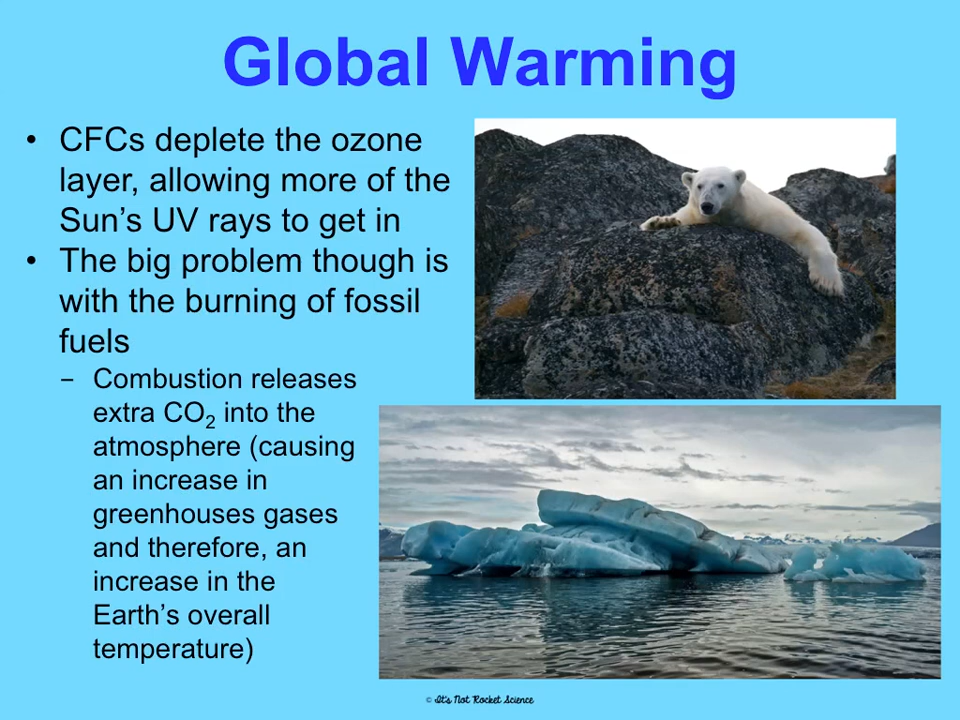 Global Warming
• CFCs deplete the ozone
layer, allowing more of the
Sun's UV rays to get in
• The big problem though is
with the burning of fossil
fuels
– Combustion releases
extra CO₂ into the
atmosphere (causing
an increase in
greenhouses gases
and therefore, an
increase in the
Earth's overall
temperature)
© It's Not Rocket Science